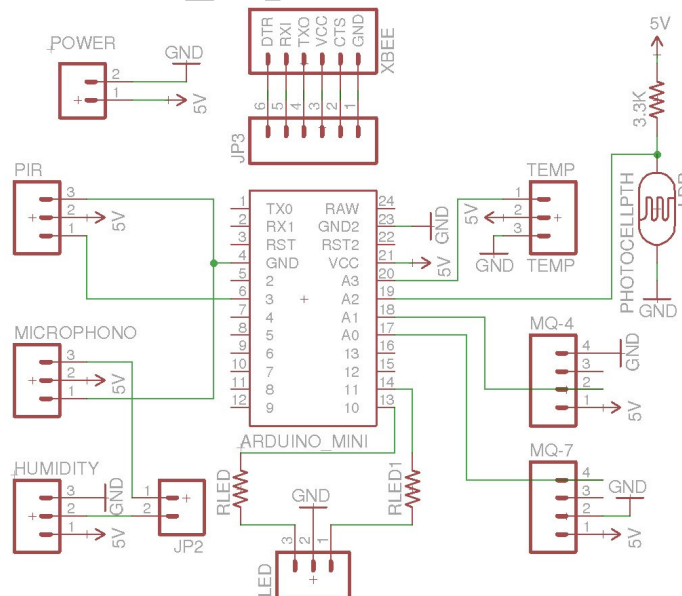 POWER
GND
2
1
5V
DTR
RXI
TXO
VCC
CTS
GND
XBEE
6
5
4
3
2
1
JP3
5V
3.3K
PHOTOCELLPTH
GND
PIR
3
2
1
5V
1
2
3
4
5
6
7
8
9
10
11
12
TX0
RX1
RST
GND
2
3
4
5
6
7
8
9
RAW
GND2
RST2
VCC
A3
A2
A1
A0
13
12
11
10
24
23
22
21
20
19
18
17
16
15
14
13
ARDUINO_MINI
GND
5V
TEMP
1
2
3
5V
GND
TEMP
MICROPHONO
3
2
1
5V
MQ-4
4
3
2
1
GND
5V
HUMIDITY
3
2
1
GND
5V
1
2
JP2
MQ-7
4
3
2
1
GND
5V
RLED
RLED1
GND
3
2
1
LED